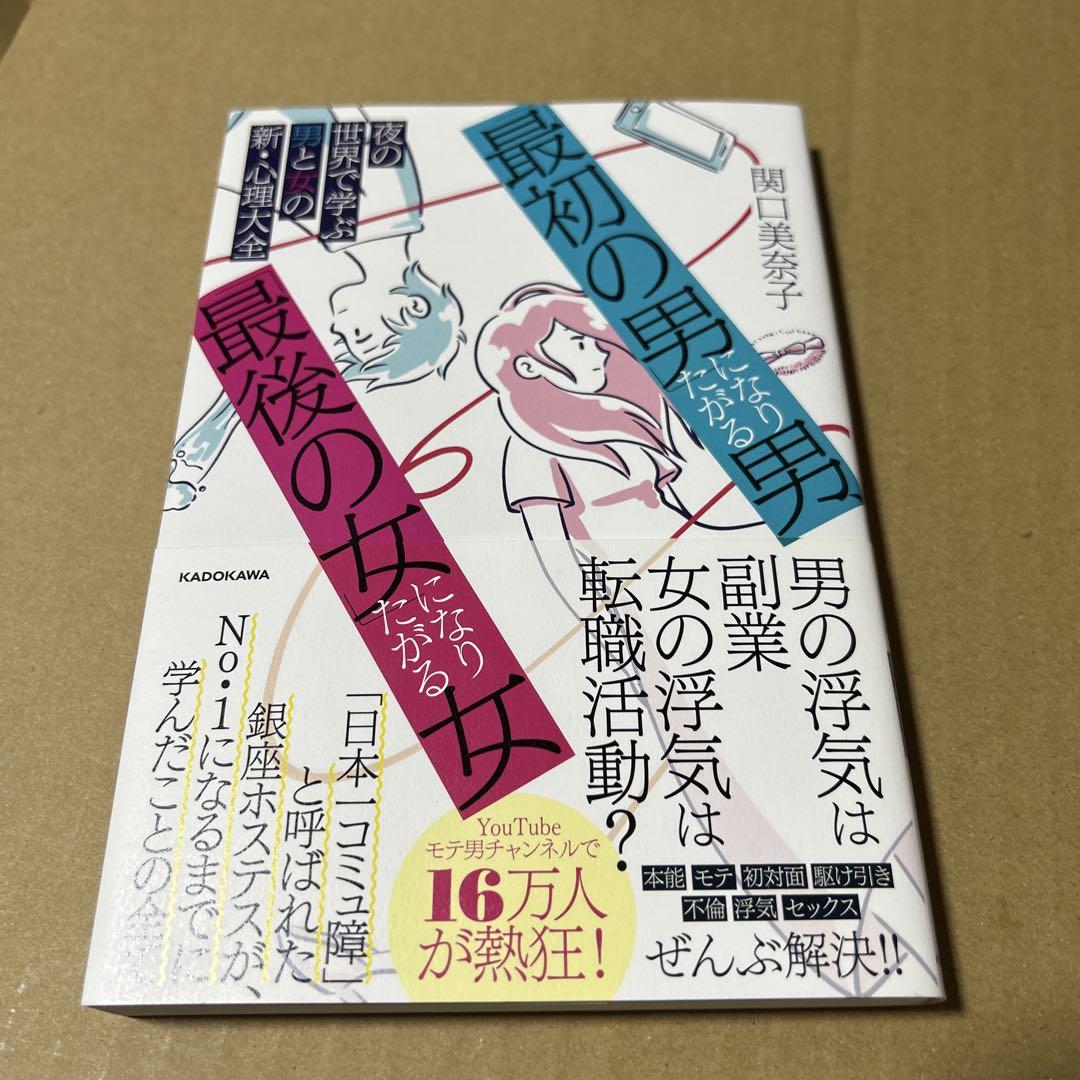 「最初の男」
になり
たがる
男、
「最後の女」
になり
たがる
女
夜の
世界で学ぶ
男と女の
新・心理大全
関口美奈子
KADOKAWA
男の浮気は
副業
女の浮気は
転職活動?
「日本一コミュ障」
と呼ばれた
銀座ホステスが、
No.1になるまでに
学んだことの全て
YouTube
モテ男チャンネルで
16万人
が熱狂!
本能 モテ 初対面 駆け引き
不倫 浮気 セックス
ぜんぶ解決!!